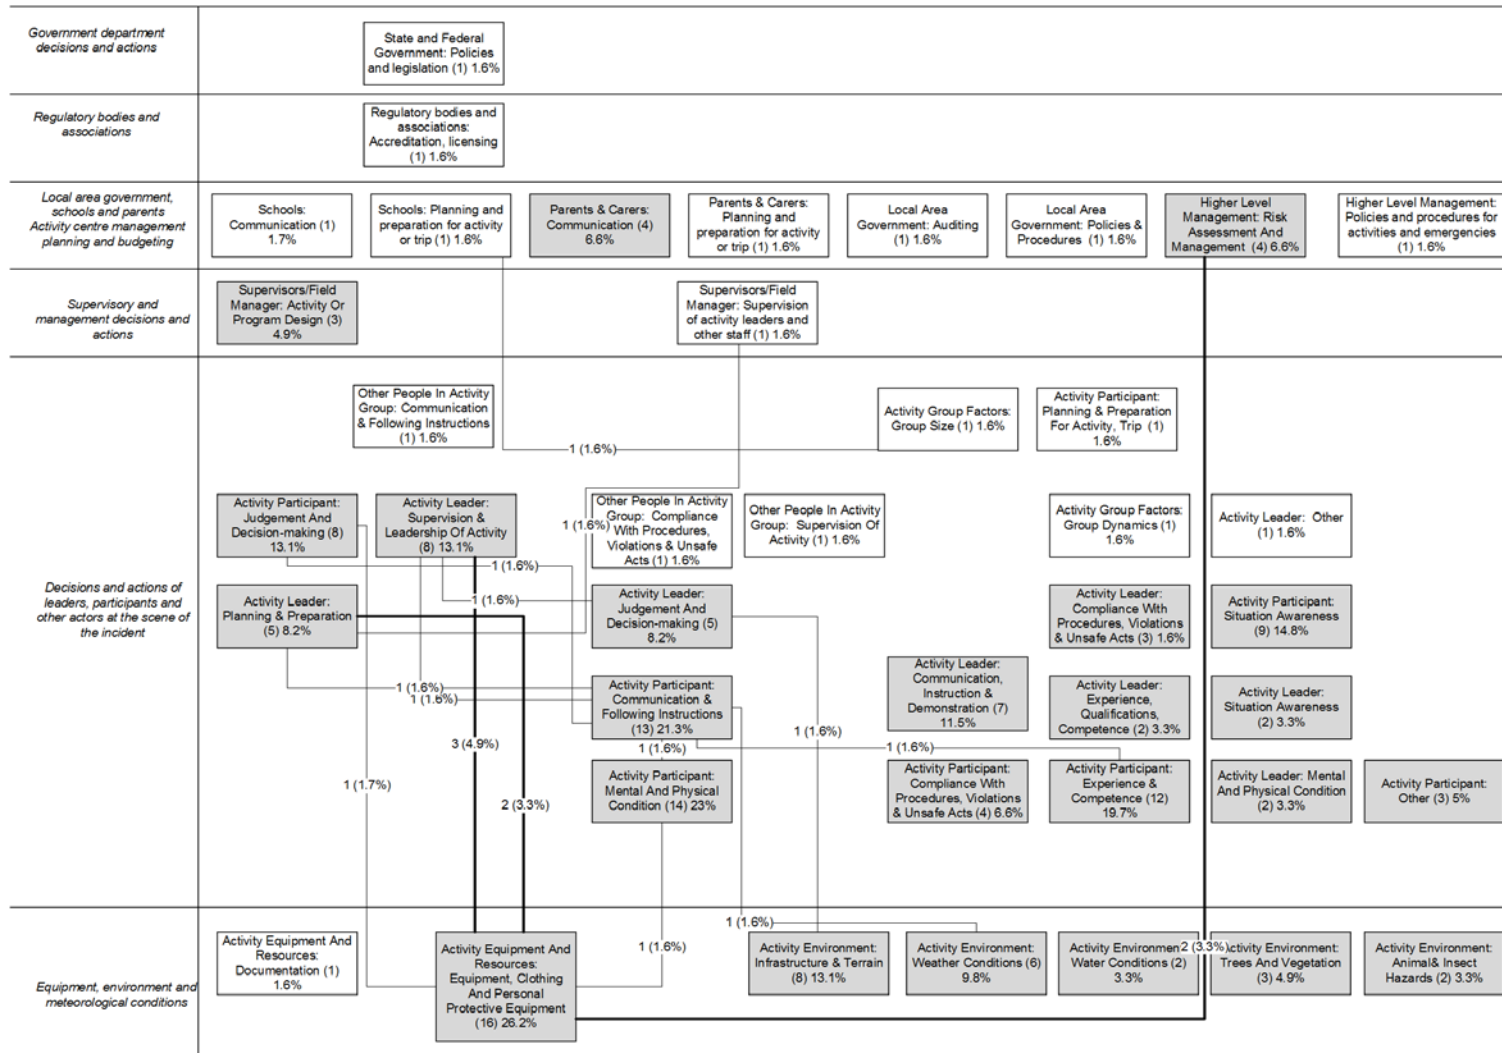 Government department
decisions and actions
State and Federal
Government: Policies
and legislation (1) 1.6%
Regulatory bodies and
associations
Regulatory bodies and
associations:
Accreditation, licensing
(1) 1.6%
Local area government,
schools and parents
Activity centre management
planning and budgeting
Schools:
Communication (1)
1.7%
Schools: Planning and
preparation for activity
or trip (1) 1.6%
Parents & Carers:
Communication (4)
6.6%
Parents & Carers:
Planning and
preparation for activity
or trip (1) 1.6%
Local Area
Government: Auditing
(1) 1.6%
Local Area
Government: Policies &
Procedures (1) 1.6%
Higher Level
Management: Risk
Assessment And
Management (4) 6.6%
Higher Level Management:
Policies and procedures for
activities and emergencies
(1) 1.6%
Supervisory and
management decisions and
actions
Supervisors/Field
Manager: Activity Or
Program Design (3)
4.9%
Supervisors/Field
Manager: Supervision
of activity leaders and
other staff (1) 1.6%
Decisions and actions of
leaders, participants and
other actors at the scene of
the incident
Other People In Activity
Group: Communication
& Following Instructions
(1) 1.6%
Activity Group Factors:
Group Size (1) 1.6%
Activity Participant:
Planning & Preparation
For Activity, Trip (1)
1.6%
1 (1.6%)
Activity Participant:
Judgement And
Decision-making (8)
13.1%
Activity Leader:
Supervision &
Leadership Of Activity
(8) 13.1%
Other People In Activity
Group: Compliance
With Procedures,
Violations & Unsafe
Acts (1) 1.6%
1 (1.6%)
Other People In Activity
Group: Supervision Of
Activity (1) 1.6%
Activity Group Factors:
Group Dynamics (1)
1.6%
Activity Leader: Other
(1) 1.6%
1 (1.6%)
Activity Leader:
Planning & Preparation
(5) 8.2%
1 (1.6%)
Activity Leader:
Judgement And
Decision-making (5)
8.2%
Activity Leader:
Compliance With
Procedures, Violations
& Unsafe Acts (3) 1.6%
Activity Participant:
Situation Awareness
(9) 14.8%
1 (1.6%)
1 (1.6%)
Activity Participant:
Communication &
Following Instructions
(13) 21.3%
Activity Leader:
Communication,
Instruction &
Demonstration (7)
11.5%
Activity Leader:
Experience,
Qualifications,
Competence (2) 3.3%
Activity Leader:
Situation Awareness
(2) 3.3%
1 (1.6%)
3 (4.9%)
1 (1.6%)
1 (1.6%)
1 (1.7%)
2 (3.3%)
Activity Participant:
Mental And Physical
Condition (14) 23%
Activity Participant:
Compliance With
Procedures, Violations
& Unsafe Acts (4) 6.6%
Activity Participant:
Experience &
Competence (12)
19.7%
Activity Leader: Mental
And Physical Condition
(2) 3.3%
Activity Participant:
Other (3) 5%
Equipment, environment and
meteorological conditions
1 (1.6%)
Activity Equipment And
Resources:
Documentation (1)
1.6%
Activity Equipment And
Resources:
Equipment, Clothing
And Personal
Protective Equipment
(16) 26.2%
1 (1.6%)
Activity Environment:
Infrastructure & Terrain
(8) 13.1%
Activity Environment:
Weather Conditions (6)
9.8%
Activity Environment:
Water Conditions (2)
3.3%
2 (3.3%)
Activity Environment:
Trees And Vegetation
(3) 4.9%
Activity Environment:
Animal& Insect
Hazards (2) 3.3%